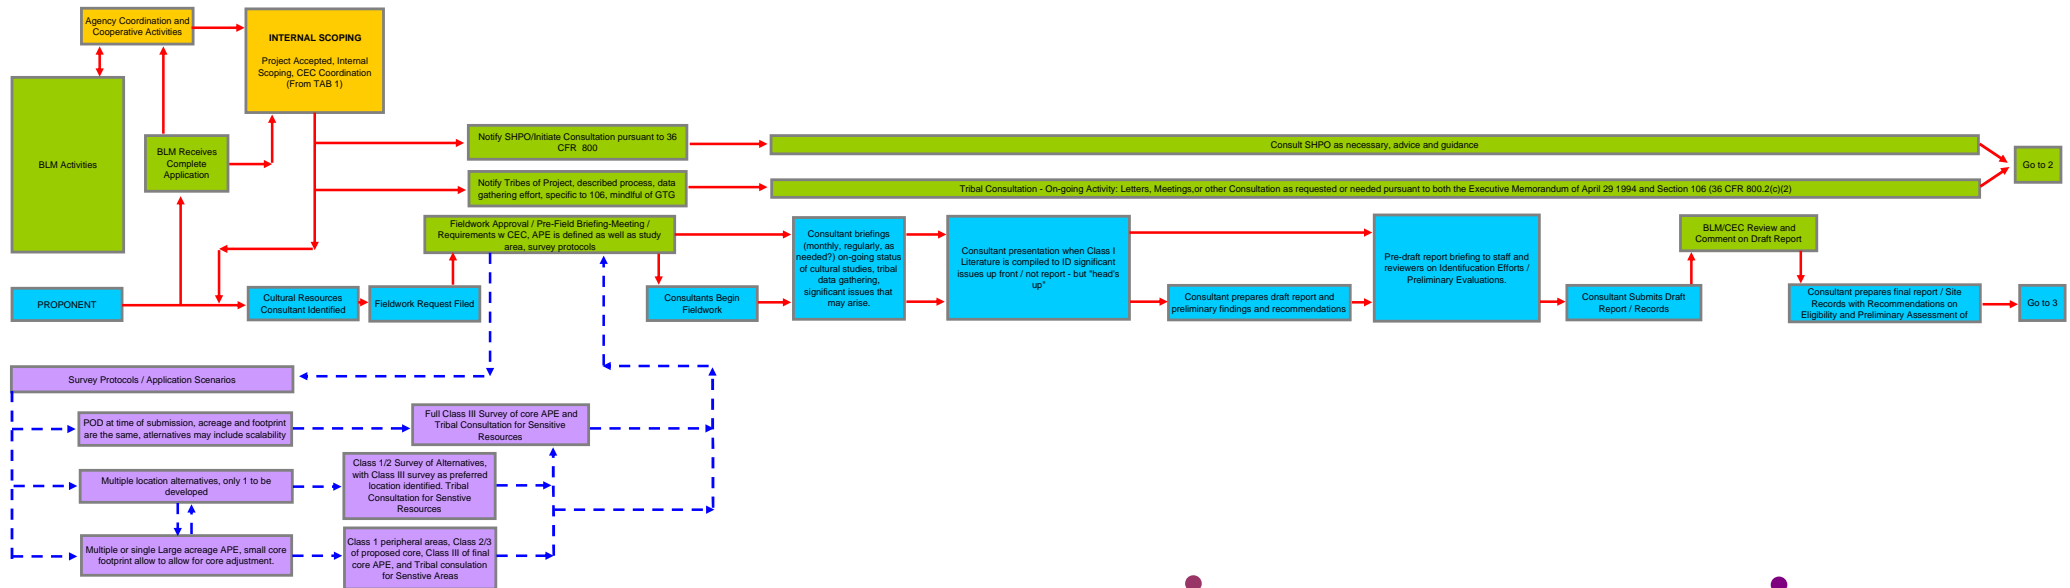 Agency Coordination and
Cooperative Activities
INTERNAL SCOPING
Project Accepted, Internal
Scoping, CEC Coordination
(From TAB 1)
BLM Activities
BLM Receives
Complete
Application
Notify SHPO/Initiate Consultation pursuant to 36
CFR 800
Consult SHPO as necessary, advice and guidance
Go to 2
Notify Tribes of Project, described process, data
gathering effort, specific to 106, mindful of GTG
Tribal Consultation - On-going Activity: Letters, Meetings,or other Consultation as requested or needed pursuant to both the Executive Memorandum of April 29 1994 and Section 106 (36 CFR 800.2(c)(2)
Fieldwork Approval / Pre-Field Briefing-Meeting /
Requirements w CEC, APE is defined as well as study
area, survey protocols
Consultant briefings
(monthly, regularly, as
needed?) on-going status
of cultural studies, tribal
data gathering,
significant issues that
may arise.
Consultant presentation when Class I
Literature is compiled to ID significant
issues up front / not report - but "head's
up"
Pre-draft report briefing to staff and
reviewers on Identifucation Efforts /
Preliminary Evaluations.
BLM/CEC Review and
Comment on Draft Report
PROPONENT
Cultural Resources
Consultant Identified
Fieldwork Request Filed
Consultants Begin
Fieldwork
Consultant prepares draft report and
preliminary findings and recommendations
Consultant Submits Draft
Report / Records
Consultant prepares final report / Site
Records with Recommendations on
Eligibility and Preliminary Assessment of
Go to 3
Survey Protocols / Application Scenarios
POD at time of submission, acreage and footprint
are the same, atlernatives may include scalability
Full Class III Survey of core APE and
Tribal Consultation for Sensitive
Resources
Multiple location alternatives, only 1 to be
developed
Class 1/2 Survey of Alternatives,
with Class III survey as preferred
location identified. Tribal
Consultation for Senstive
Resources
Multiple or single Large acreage APE, small core
footprint allow to allow for core adjustment.
Class 1 peripheral areas, Class 2/3
of proposed core, Class III of final
core APE, and Tribal consulation
for Senstive Areas